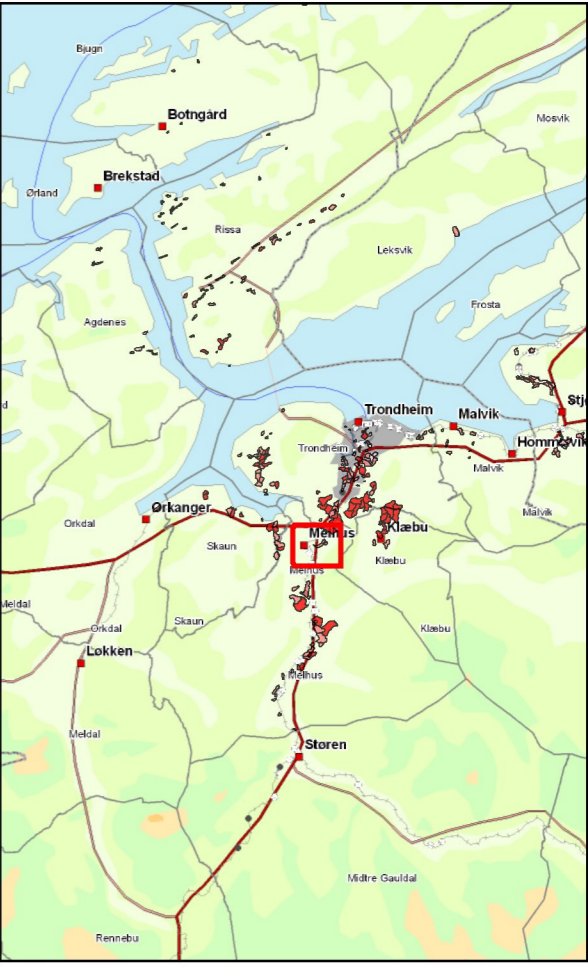 Bjugn
Botngård
Mosvik
Brekstad
Ørland
Rissa
Leksvik
Frosta
Agdenes
d
Stj
Trondheim
Malvik
Trondheim
Hommelvik
Malvik
Malvik
Orkanger
Orkdal
Melhus
Klæbu
Skaun
Klæbu
Melhus
Meldal
Skaun
Orkdal
Klæbu
Løkken
Melhus
Meldal
Støren
Midtre Gauldal
Rennebu